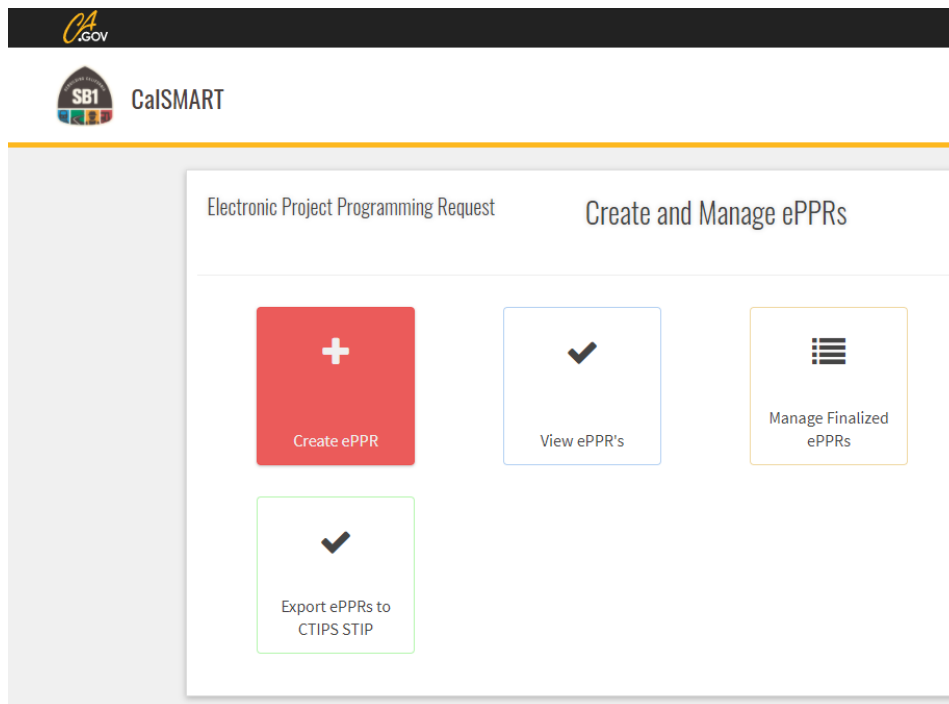 CA
.GOV
SB1
CalSMART
Electronic Project Programming Request
Create and Manage ePPRs
Create ePPR
View ePPR's
Manage Finalized
ePPRs
Export ePPRs to
CTIPS STIP